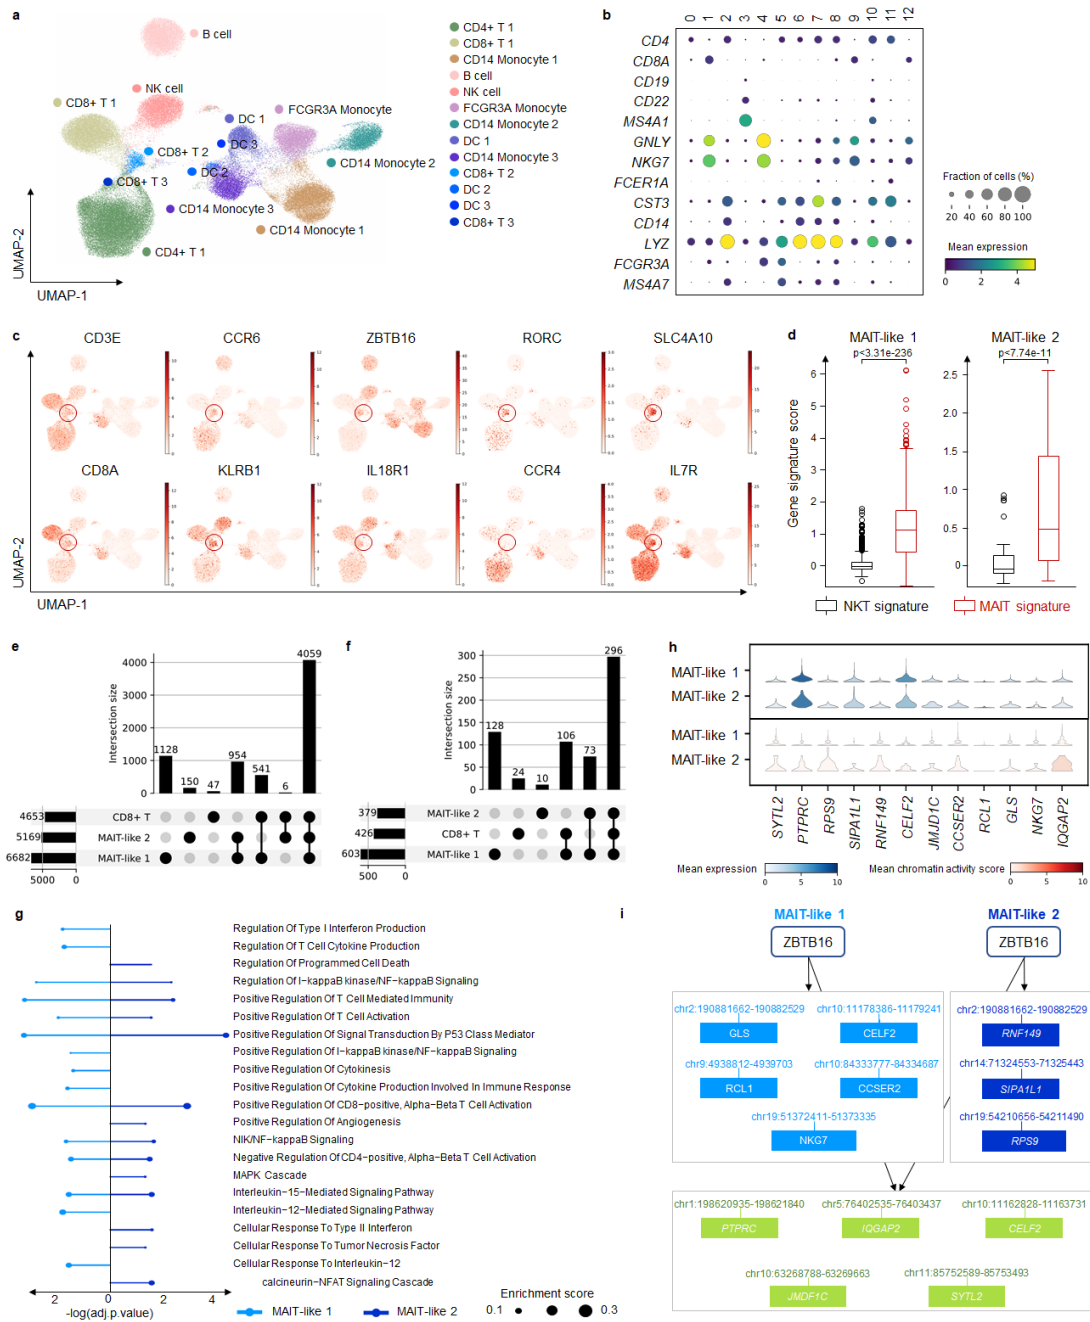 a
B cell
NK cell
CD8+ T 1
DC 1
FCGR3A Monocyte
DC 3
CD8+ T 2
CD14 Monocyte 2
DC 2
CD8+ T 3
CD14 Monocyte 3
CD14 Monocyte 1
CD4+ T 1
UMAP-2
UMAP-1
CD4+ T 1
CD8+ T 1
CD14 Monocyte 1
B cell
NK cell
FCGR3A Monocyte
CD14 Monocyte 2
DC 1
CD14 Monocyte 3
CD8+ T 2
DC 2
DC 3
CD8+ T 3
b
0 1 2 3 4 5 6 7 8 9 10 11 12
CD4
CD8A
CD19
CD22
MS4A1
GNLY
NKG7
FCER1A
CST3
CD14
LYZ
FCGR3A
MS4A7
Fraction of cells (%)
20 40 60 80 100
Mean expression
0 2 4
c
CD3E CCR6 ZBTB16 RORC SLC4A10
CD8A KLRB1 IL18R1 CCR4 IL7R
UMAP-2
UMAP-1
d
MAIT-like 1 MAIT-like 2
p<3.31e-236 p<7.74e-11
Gene signature score
6
5
4
3
2
1
0
2.5
2.0
1.5
1.0
0.5
0
NKT signature MAIT signature
e
Intersection size
4000
3000
2000
1000
0
1128 150 47 954 541 6 4059
4653 CD8+ T
5169 MAIT-like 2
6682 MAIT-like 1
5000 0
f
Intersection size
300
250
200
150
100
50
0
128 24 10 106 73 296
379 MAIT-like 2
426 CD8+ T
603 MAIT-like 1
500 0
h
MAIT-like 1
MAIT-like 2
MAIT-like 1
MAIT-like 2
SYTL2 PTPRC RPS9 SIPA1L1 RNF149 CELF2 JMJD1C CCSER2 RCL1 GLS NKG7 IQGAP2
Mean expression 0 5 10
Mean chromatin activity score 0 5 10
g
Regulation Of Type I Interferon Production
Regulation Of T Cell Cytokine Production
Regulation Of Programmed Cell Death
Regulation Of I-kappaB kinase/NF-kappaB Signaling
Positive Regulation Of T Cell Mediated Immunity
Positive Regulation Of T Cell Activation
Positive Regulation Of Signal Transduction By P53 Class Mediator
Positive Regulation Of I-kappaB kinase/NF-kappaB Signaling
Positive Regulation Of Cytokinesis
Positive Regulation Of Cytokine Production Involved In Immune Response
Positive Regulation Of CD8-positive, Alpha-Beta T Cell Activation
Positive Regulation Of Angiogenesis
NIK/NF-kappaB Signaling
Negative Regulation Of CD4-positive, Alpha-Beta T Cell Activation
MAPK Cascade
Interleukin-15-Mediated Signaling Pathway
Interleukin-12-Mediated Signaling Pathway
Cellular Response To Type II Interferon
Cellular Response To Tumor Necrosis Factor
Cellular Response To Interleukin-12
calcineurin-NFAT Signaling Cascade
2 0 2 4
-log(adj.p.value)
MAIT-like 1 MAIT-like 2
Enrichment score
0.1 0.3
i
MAIT-like 1 MAIT-like 2
ZBTB16 ZBTB16
chr2:190881662-190882529 chr10:11178386-11179241
GLS CELF2
chr9:4938812-4939703 chr10:84333777-84334687
RCL1 CCSER2
chr19:51372411-51373335
NKG7
chr2:190881662-190882529
RNF149
chr14:71324553-71325443
SIPA1L1
chr19:54210656-54211490
RPS9
chr1:198620935-198621840 chr5:76402535-76403437 chr10:11162828-11163731
PTPRC IQGAP2 CELF2
chr10:63268788-63269663 chr11:85752589-85753493
JMDF1C SYTL2